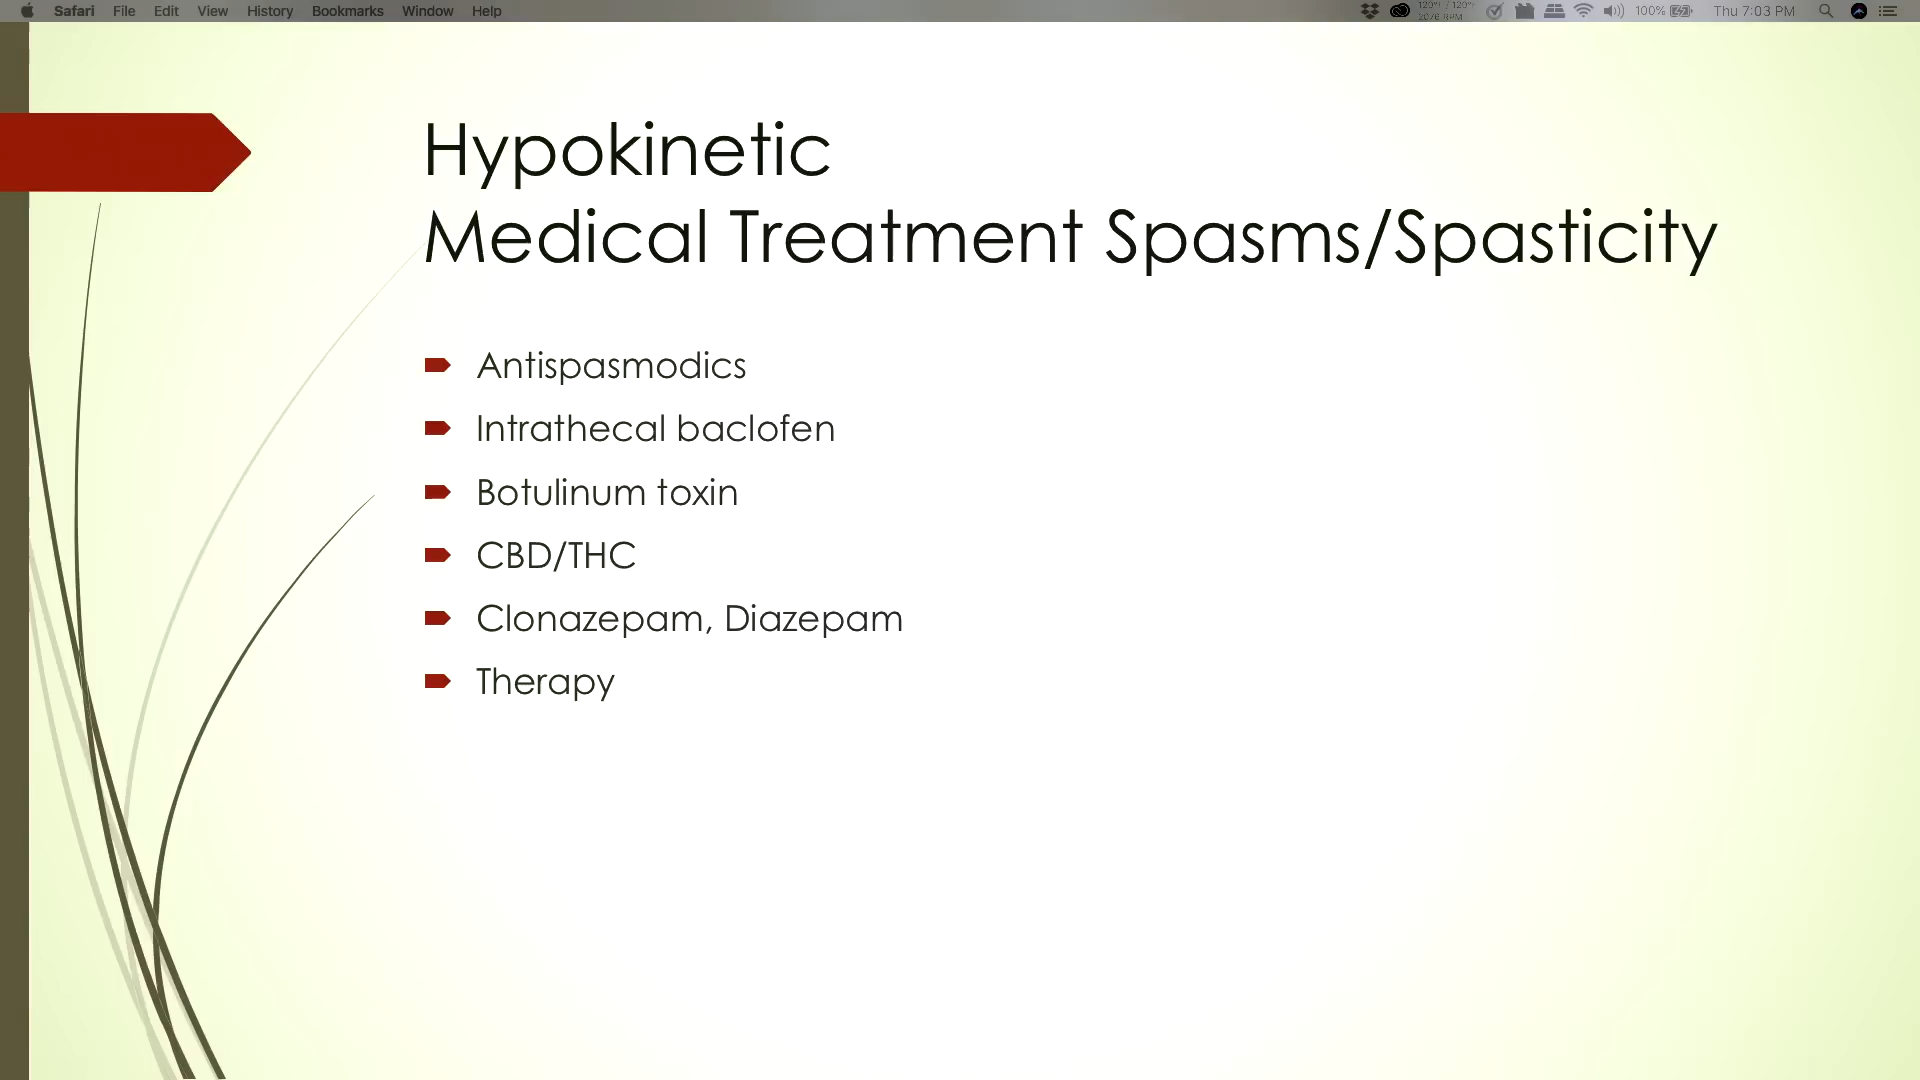 Safari File Edit View History Bookmarks Window Help 100% Thu 7:03 PM
Hypokinetic
Medical Treatment Spasms/Spasticity
Antispasmodics
Intrathecal baclofen
Botulinum toxin
CBD/THC
Clonazepam, Diazepam
Therapy